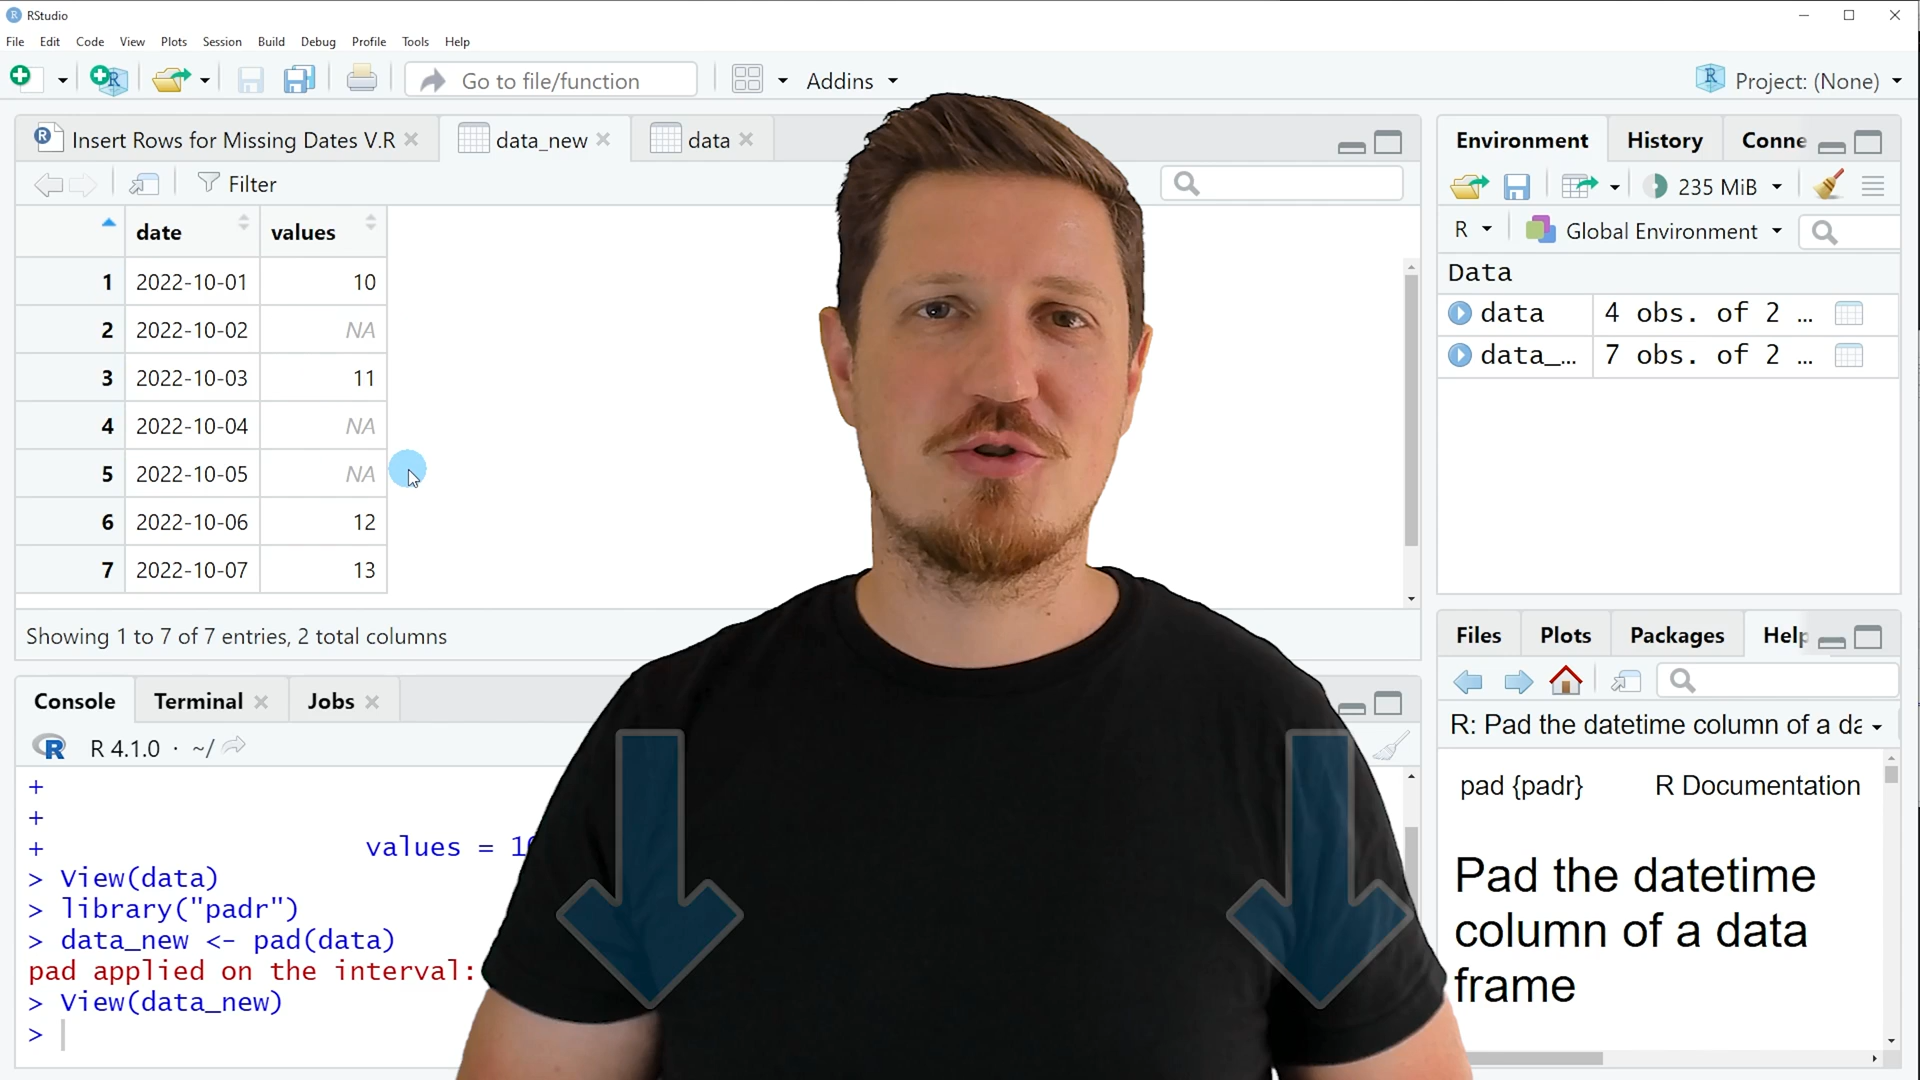 RStudio
File Edit Code View Plots Session Build Debug Profile Tools Help
Go to file/function Addins Project: (None)
Insert Rows for Missing Dates V.R data_new data
Filter
date values
1 2022-10-01 10
2 2022-10-02 NA
3 2022-10-03 11
4 2022-10-04 NA
5 2022-10-05 NA
6 2022-10-06 12
7 2022-10-07 13
Showing 1 to 7 of 7 entries, 2 total columns
Console Terminal Jobs
R 4.1.0 · ~/
+
+
+ values = 1
> View(data)
> library("padr")
> data_new <- pad(data)
pad applied on the interval:
> View(data_new)
>
Environment History Conne
235 MiB
R Global Environment
Data
data 4 obs. of 2 ...
data_... 7 obs. of 2 ...
Files Plots Packages Help
R: Pad the datetime column of a da
pad {padr} R Documentation
Pad the datetime
column of a data
frame